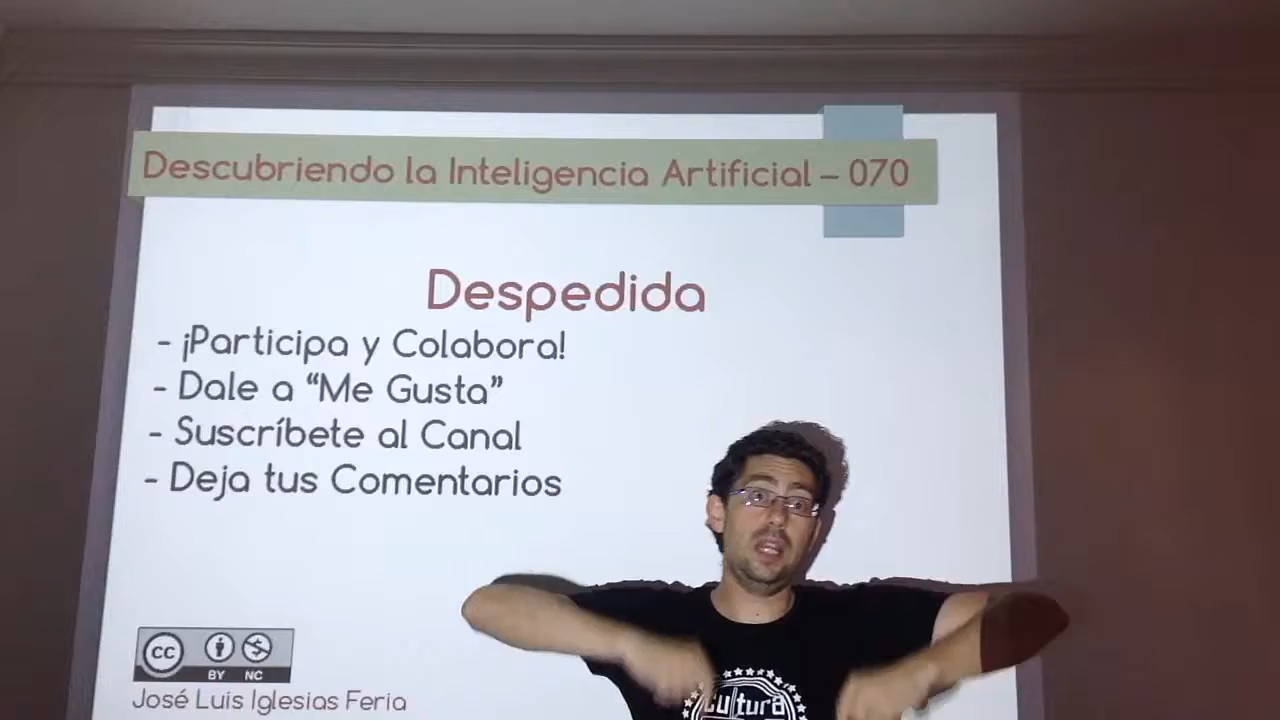 Descubriendo la Inteligencia Artificial – 070
Despedida
- ¡Participa y Colabora!
- Dale a “Me Gusta”
- Suscríbete al Canal
- Deja tus Comentarios
cc
BY NC
José Luis Iglesias Feria
cultura